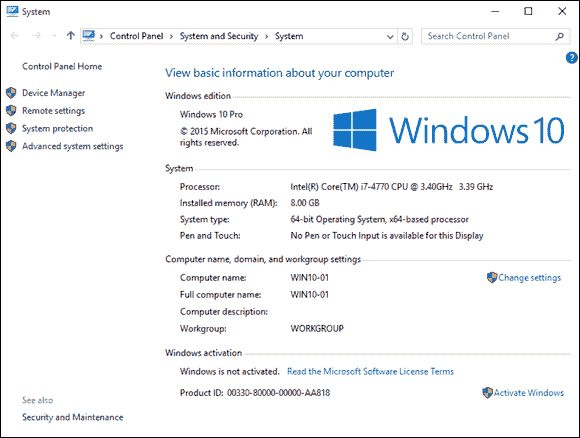 System
Control Panel > System and Security > System
Search Control Panel
?
Control Panel Home
Device Manager
Remote settings
System protection
Advanced system settings
View basic information about your computer
Windows edition
Windows 10 Pro
© 2015 Microsoft Corporation. All
rights reserved.
Windows 10
System
Processor: Intel(R) Core(TM) i7-4770 CPU @ 3.40GHz 3.39 GHz
Installed memory (RAM): 8.00 GB
System type: 64-bit Operating System, x64-based processor
Pen and Touch: No Pen or Touch Input is available for this Display
Computer name, domain, and workgroup settings
Computer name: WIN10-01
Change settings
Full computer name: WIN10-01
Computer description:
Workgroup: WORKGROUP
Windows activation
Windows is not activated. Read the Microsoft Software License Terms
Product ID: 00330-80000-00000-AA818
Activate Windows
See also
Security and Maintenance